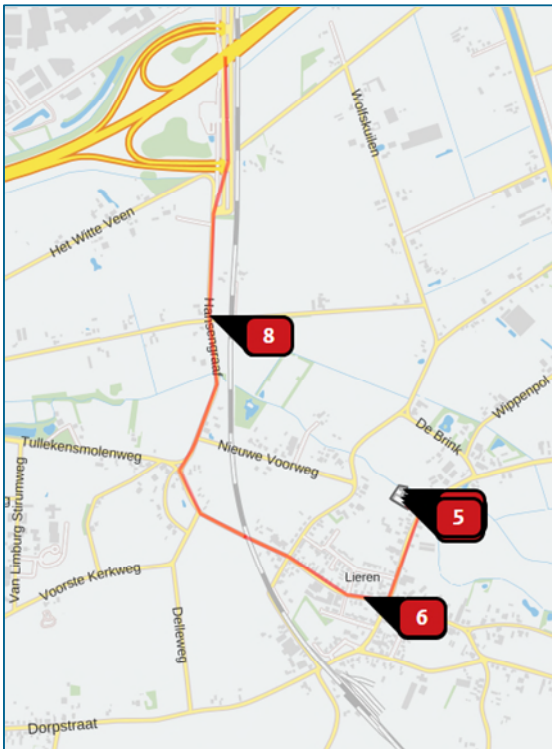 Wolfskuilen
Het Witte Veen
Hansengraaf
8
Wippenpol
De Brink
Tullekensmolenweg
Nieuwe Voorweg
g
5
Van Limburg Stirumweg
Lieren
Voorste Kerkweg
6
Delleweg
Dorpstraat